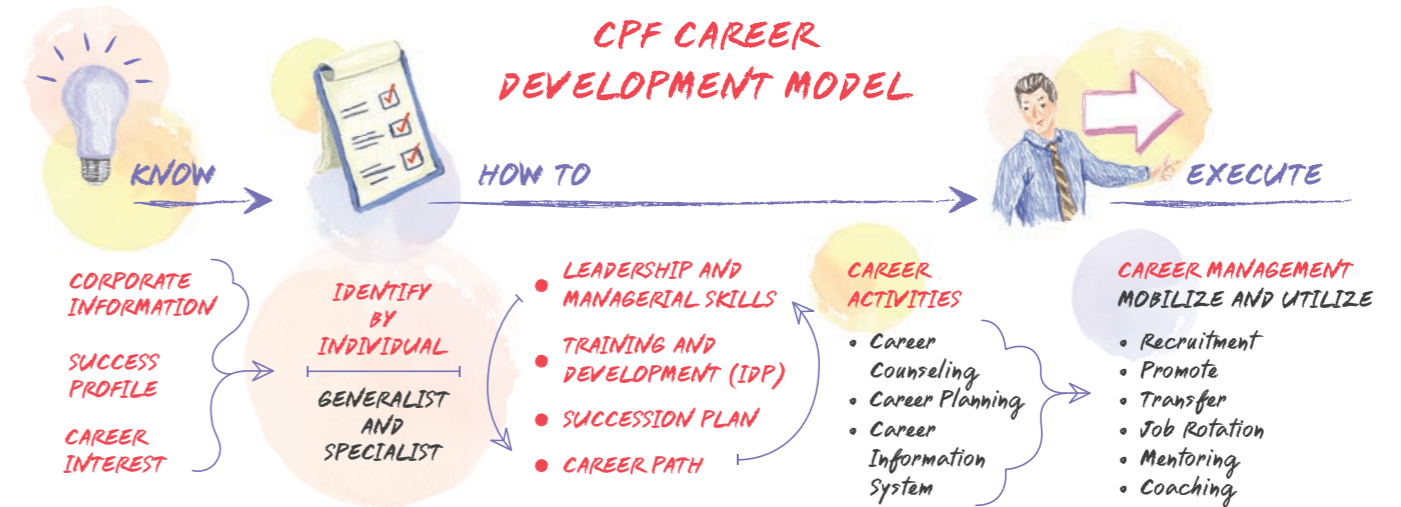 CPF CAREER
DEVELOPMENT MODEL
KNOW
HOW TO
EXECUTE
CORPORATE
INFORMATION
SUCCESS
PROFILE
CAREER
INTEREST
IDENTIFY
BY
INDIVIDUAL
GENERALIST
AND
SPECIALIST
LEADERSHIP AND
MANAGERIAL SKILLS
TRAINING AND
DEVELOPMENT (IDP)
SUCCESSION PLAN
CAREER PATH
CAREER
ACTIVITIES
• Career
Counseling
• Career Planning
• Career
Information
System
CAREER MANAGEMENT
MOBILIZE AND UTILIZE
• Recruitment
• Promote
• Transfer
• Job Rotation
• Mentoring
• Coaching